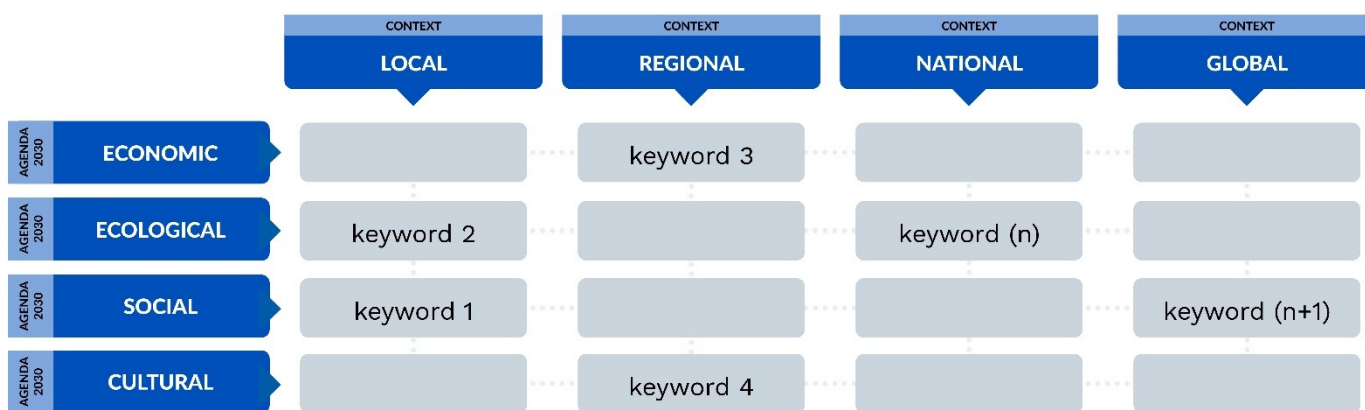 CONTEXT CONTEXT CONTEXT CONTEXT
LOCAL REGIONAL NATIONAL GLOBAL
AGENDA 2030 ECONOMIC keyword 3
AGENDA 2030 ECOLOGICAL keyword 2 keyword (n)
AGENDA 2030 SOCIAL keyword 1 keyword (n+1)
AGENDA 2030 CULTURAL keyword 4